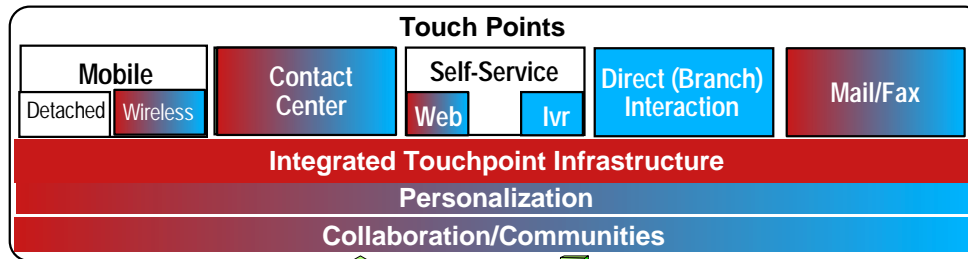 Touch Points
Mobile
Detached
Wireless
Contact
Center
Self-Service
Web
Ivr
Direct (Branch)
Interaction
Mail/Fax
Integrated Touchpoint Infrastructure
Personalization
Collaboration/Communities